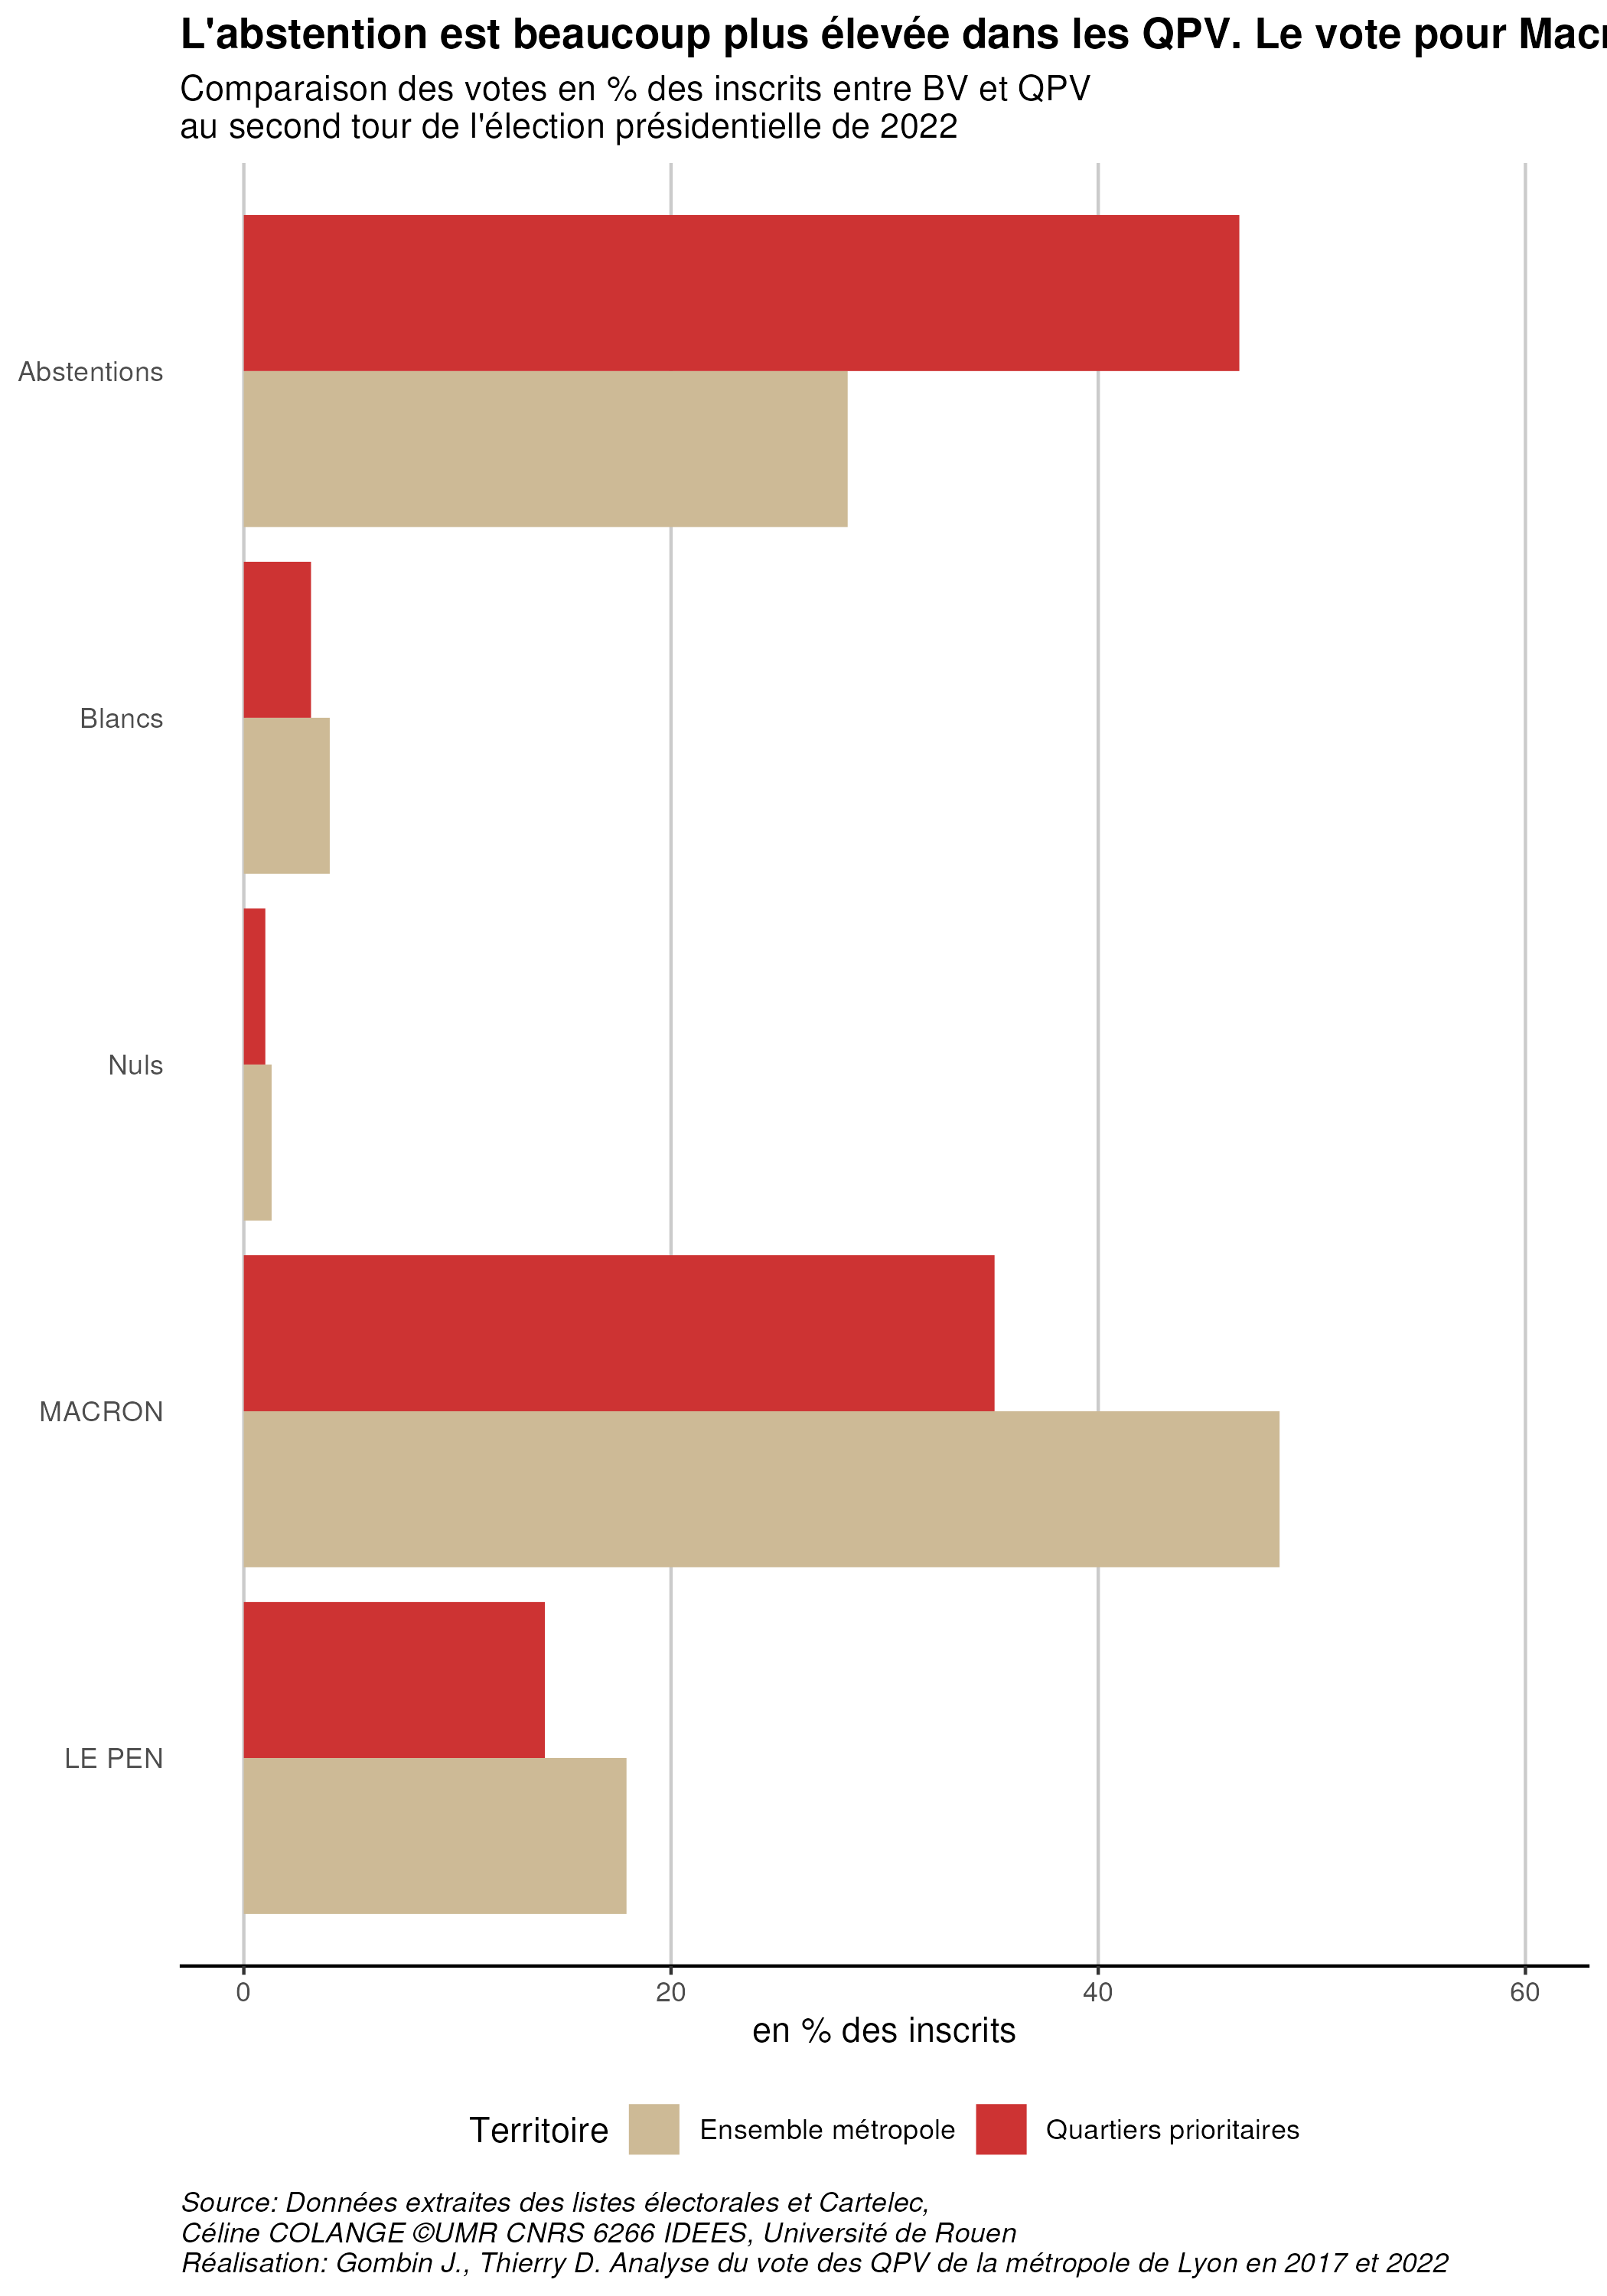 L'abstention est beaucoup plus élevée dans les QPV. Le vote pour
Comparaison des votes en % des inscrits entre BV et QPV
au second tour de l'élection présidentielle de 2022
Abstentions
Blancs
Nuls
MACRON
LE PEN
0 20 40 60
en % des inscrits
Territoire Ensemble métropole Quartiers prioritaires
Source: Données extraites des listes électorales et Cartelec,
Céline COLANGE ©UMR CNRS 6266 IDEES, Université de Rouen
Réalisation: Gombin J., Thierry D. Analyse du vote des QPV de la métropole de Lyon en 2017 et 2022